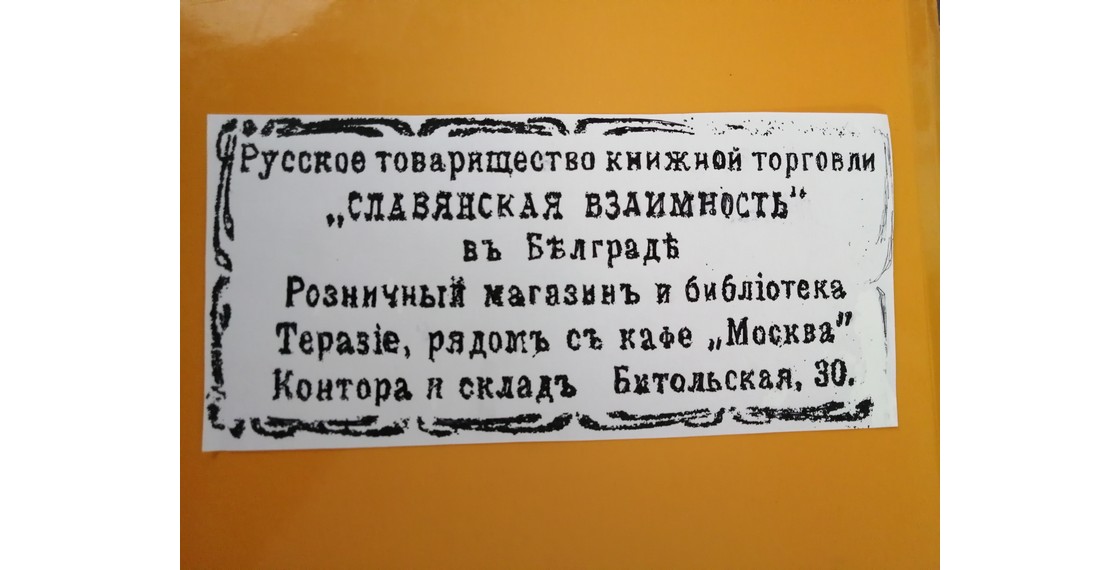 Русское товарищество книжной торговли
„СЛАВЯНСКАЯ ВЗАИМНОСТЬ"
въ Бѣлградѣ
Розничный магазинъ и библіотека
Теразіе, рядомъ съ кафе „Москва"
Контора и складъ Битольская, 30.